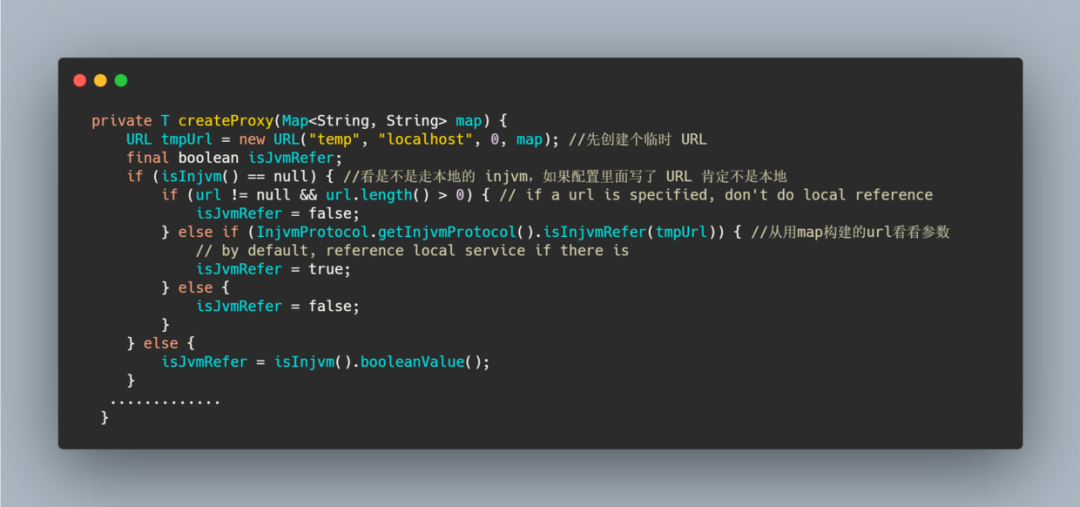 private T createProxy(Map<String, String> map) {
    URL tmpUrl = new URL("temp", "localhost", 0, map); //先创建个临时 URL
    final boolean isJvmRefer;
    if (isInjvm() == null) { //看是不是走本地的 injvm，如果配置里面写了 URL 肯定不是本地
        if (url != null && url.length() > 0) { // if a url is specified, don't do local reference
            isJvmRefer = false;
        } else if (InjvmProtocol.getInjvmProtocol().isInjvmRefer(tmpUrl)) { //从用map构建的url看看参数
            // by default, reference local service if there is
            isJvmRefer = true;
        } else {
            isJvmRefer = false;
        }
    } else {
        isJvmRefer = isInjvm().booleanValue();
    }
  .............
 }